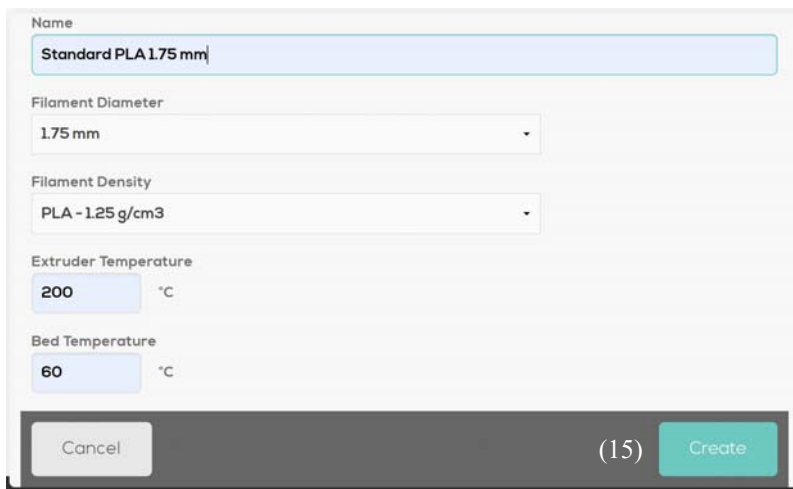 Name
Standard PLA 1.75 mm
Filament Diameter
1.75 mm
Filament Density
PLA - 1.25 g/cm3
Extruder Temperature
200 °C
Bed Temperature
60 °C
Cancel (15) Create